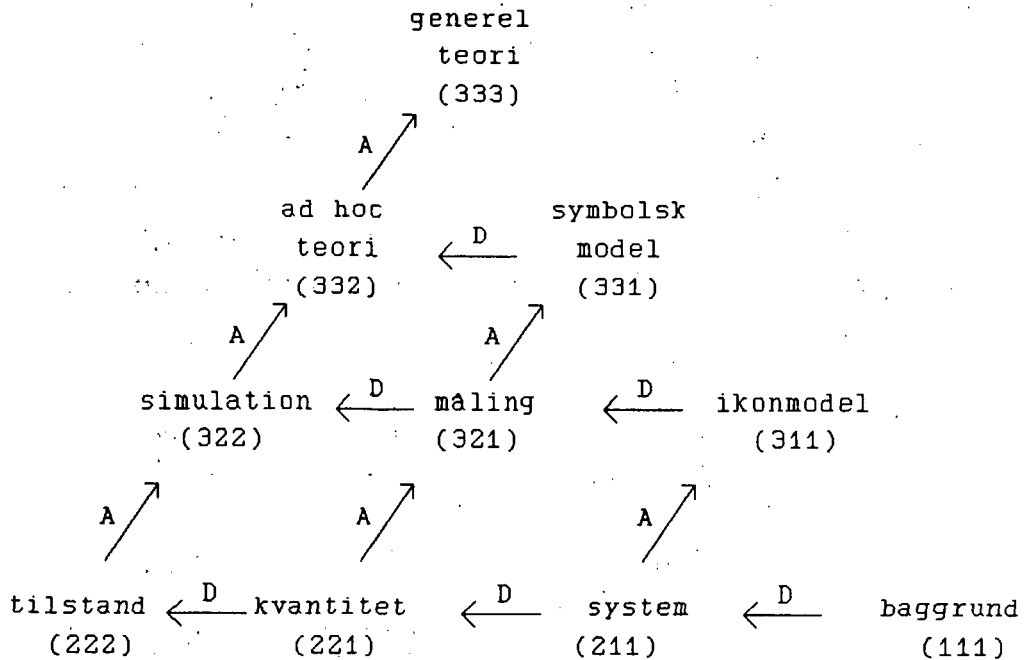 generel
teori
(333)
A
ad hoc
teori
(332)
D
symbolsk
model
(331)
A
A
simulation
(322)
D
måling
(321)
D
ikonmodel
(311)
A
A
A
tilstand
(222)
D
kvantitet
(221)
D
system
(211)
D
baggrund
(111)